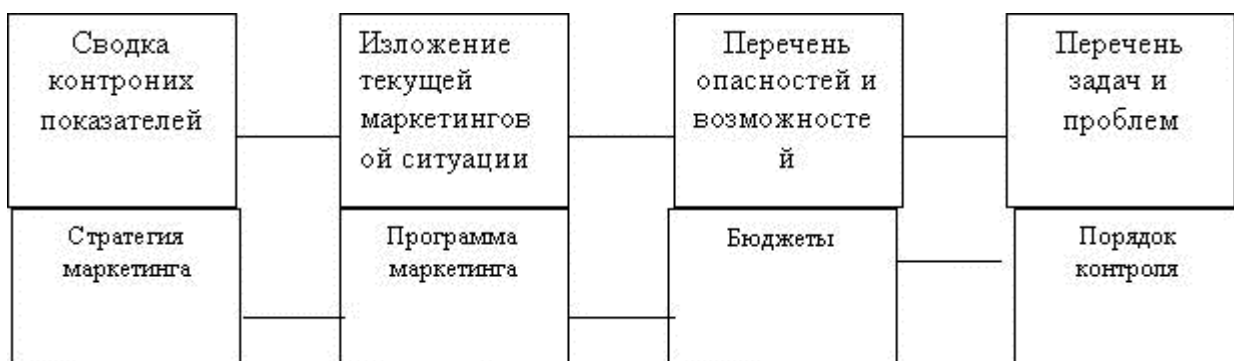 Сводка
контроних
показателей
Изложение
текущей
маркетингов
ой ситуации
Перечень
опасностей и
возможносте
й
Перечень
задач и
проблем
Стратегия
маркетинга
Программа
маркетинга
Бюджеты
Порядок
контроля